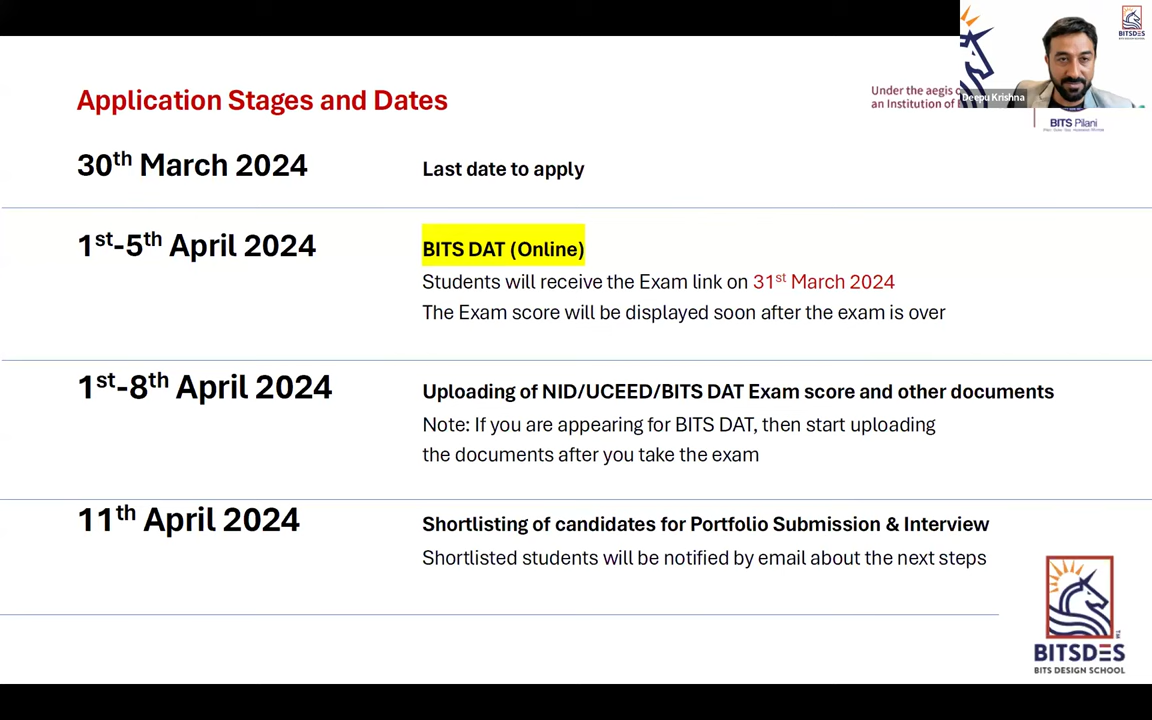 BITSDES
BITS DESIGN SCHOOL
Application Stages and Dates
Under the aegis
an Institution of
Deepu Krishna
BITS Pilani
30th March 2024
Last date to apply
1st-5th April 2024
BITS DAT (Online)
Students will receive the Exam link on 31st March 2024
The Exam score will be displayed soon after the exam is over
1st-8th April 2024
Uploading of NID/UCEED/BITS DAT Exam score and other documents
Note: If you are appearing for BITS DAT, then start uploading
the documents after you take the exam
11th April 2024
Shortlisting of candidates for Portfolio Submission & Interview
Shortlisted students will be notified by email about the next steps
TM
BITSDES
BITS DESIGN SCHOOL